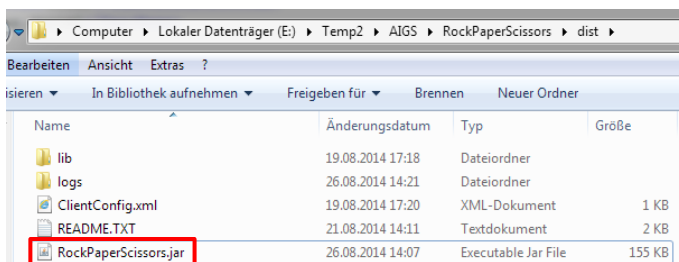 Computer ▸ Lokaler Datenträger (E:) ▸ Temp2 ▸ AIGS ▸ RockPaperScissors ▸ dist ▸
Bearbeiten Ansicht Extras ?
isieren ▾ In Bibliothek aufnehmen ▾ Freigeben für ▾ Brennen Neuer Ordner
Name Änderungsdatum Typ Größe
lib 19.08.2014 17:18 Dateiordner
logs 26.08.2014 14:21 Dateiordner
ClientConfig.xml 19.08.2014 17:20 XML-Dokument 1 KB
README.TXT 21.08.2014 14:11 Textdokument 2 KB
RockPaperScissors.jar 26.08.2014 14:07 Executable Jar File 155 KB